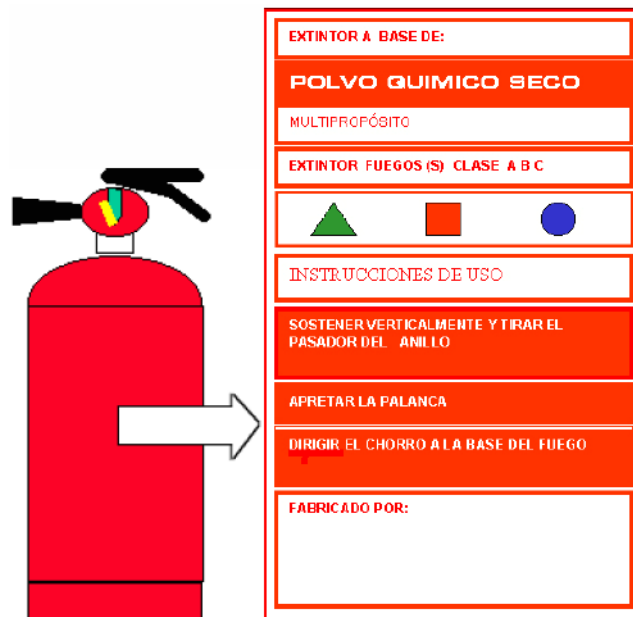 EXTINTOR A BASE DE:
POLVO QUIMICO SECO
MULTIPROPÓSITO
EXTINTOR FUEGOS (S) CLASE A B C
INSTRUCCIONES DE USO
SOSTENER VERTICALMENTE Y TIRAR EL
PASADOR DEL ANILLO
APRETAR LA PALANCA
DIRIGIR EL CHORRO A LA BASE DEL FUEGO
FABRICADO POR: